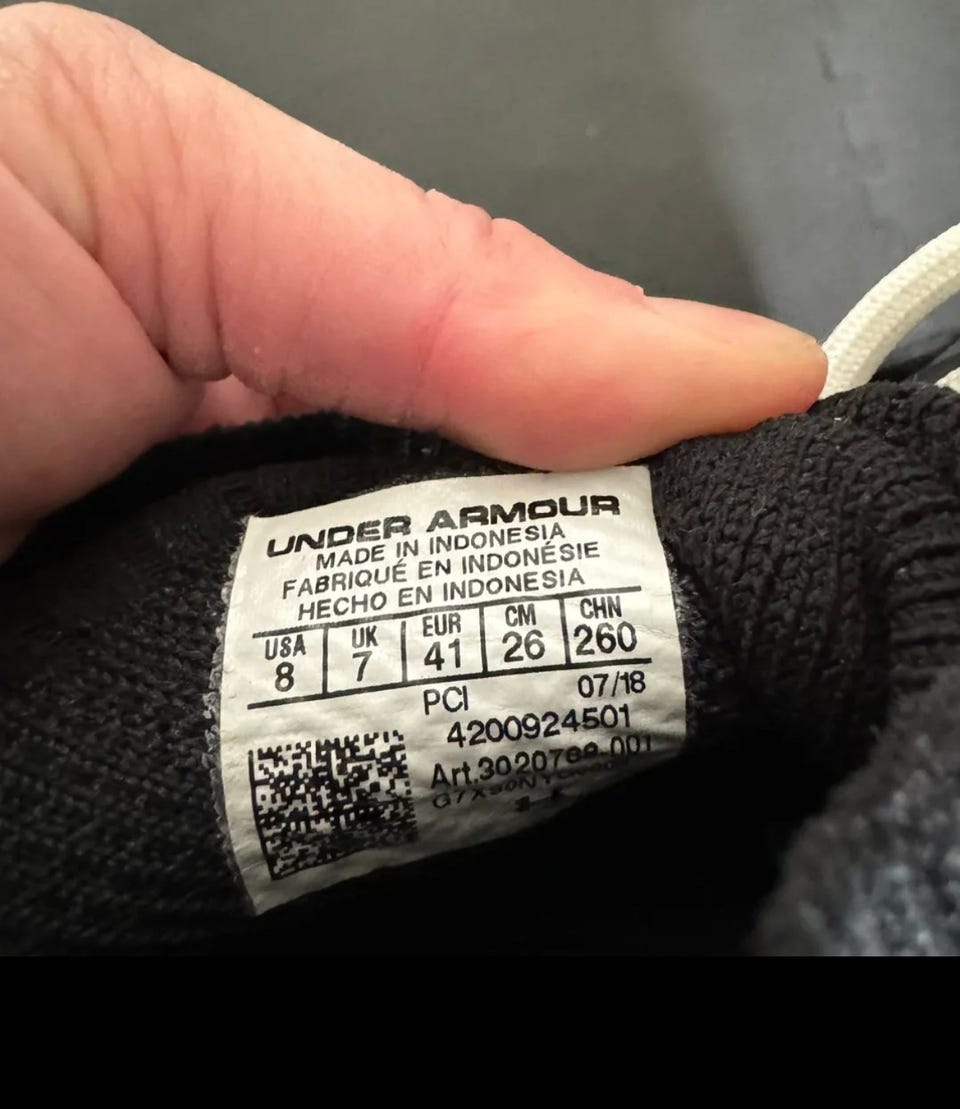 UNDER ARMOUR
MADE IN INDONESIA
FABRIQUÉ EN INDONÉSIE
HECHO EN INDONESIA
USA UK EUR CM CHN
8 7 41 26 260
PCI 07/18
4200924501